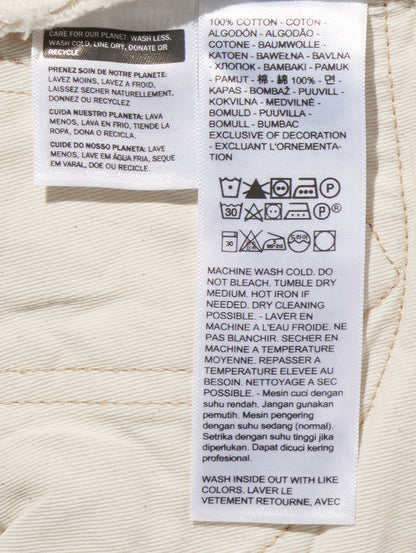 CARE FOR OUR PLANET: WASH LESS,
WASH COLD, LINE DRY, DONATE OR
RECYCLE
PRENEZ SOIN DE NOTRE PLANETE:
LAVEZ MOINS, LAVEZ A FROID,
LAISSEZ SECHER NATURELLEMENT,
DONNEZ OU RECYCLEZ
CUIDA NUESTRO PLANETA: LAVA
MENOS, LAVA EN FRIO, TIENDE LA
ROPA, DONA O RECICLA.
CUIDE DO NOSSO PLANETA: LAVE
MENOS, LAVE EM ÁGUA FRIA, SEQUE
EM VARAL, DOE OU RECICLE.
100% COTTON - COTON -
ALGODÓN - ALGODÃO -
COTONE - BAUMWOLLE -
KATOEN - BAWEŁNA - BAVLNA
- ΧΠΟΠΟΚ - BAMBAKI - PAMUK
- PAMUT - 棉 - 綿 100% - 면 -
KAPAS - BOMBAŽ - PUUVILL -
KOKVILNA - MEDVILNĖ -
BOMULD - PUUVILLA -
BOMULL - BUMBAC
EXCLUSIVE OF DECORATION
- EXCLUANT L'ORNEMENTA-
TION
P
30 P®
30
MACHINE WASH COLD. DO
NOT BLEACH. TUMBLE DRY
MEDIUM. HOT IRON IF
NEEDED. DRY CLEANING
POSSIBLE. - LAVER EN
MACHINE A L'EAU FROIDE. NE
PAS BLANCHIR. SECHER EN
MACHINE A TEMPERATURE
MOYENNE. REPASSER A
TEMPERATURE ELEVEE AU
BESOIN. NETTOYAGE A SEC
POSSIBLE. - Mesin cuci dengan
suhu rendah. Jangan gunakan
pemutih. Mesin pengering
dengan suhu sedang (normal).
Setrika dengan suhu tinggi jika
diperlukan. Dapat dicuci kering
profesional.
WASH INSIDE OUT WITH LIKE
COLORS. LAVER LE
VETEMENT RETOURNE, AVEC